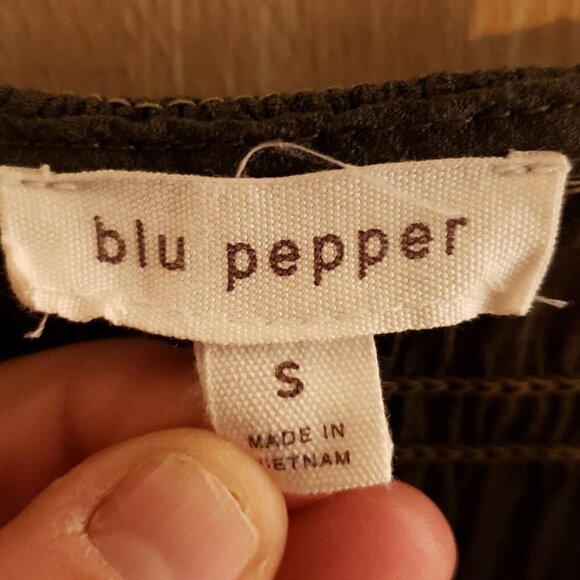 blu pepper
S
MADE IN
VIETNAM